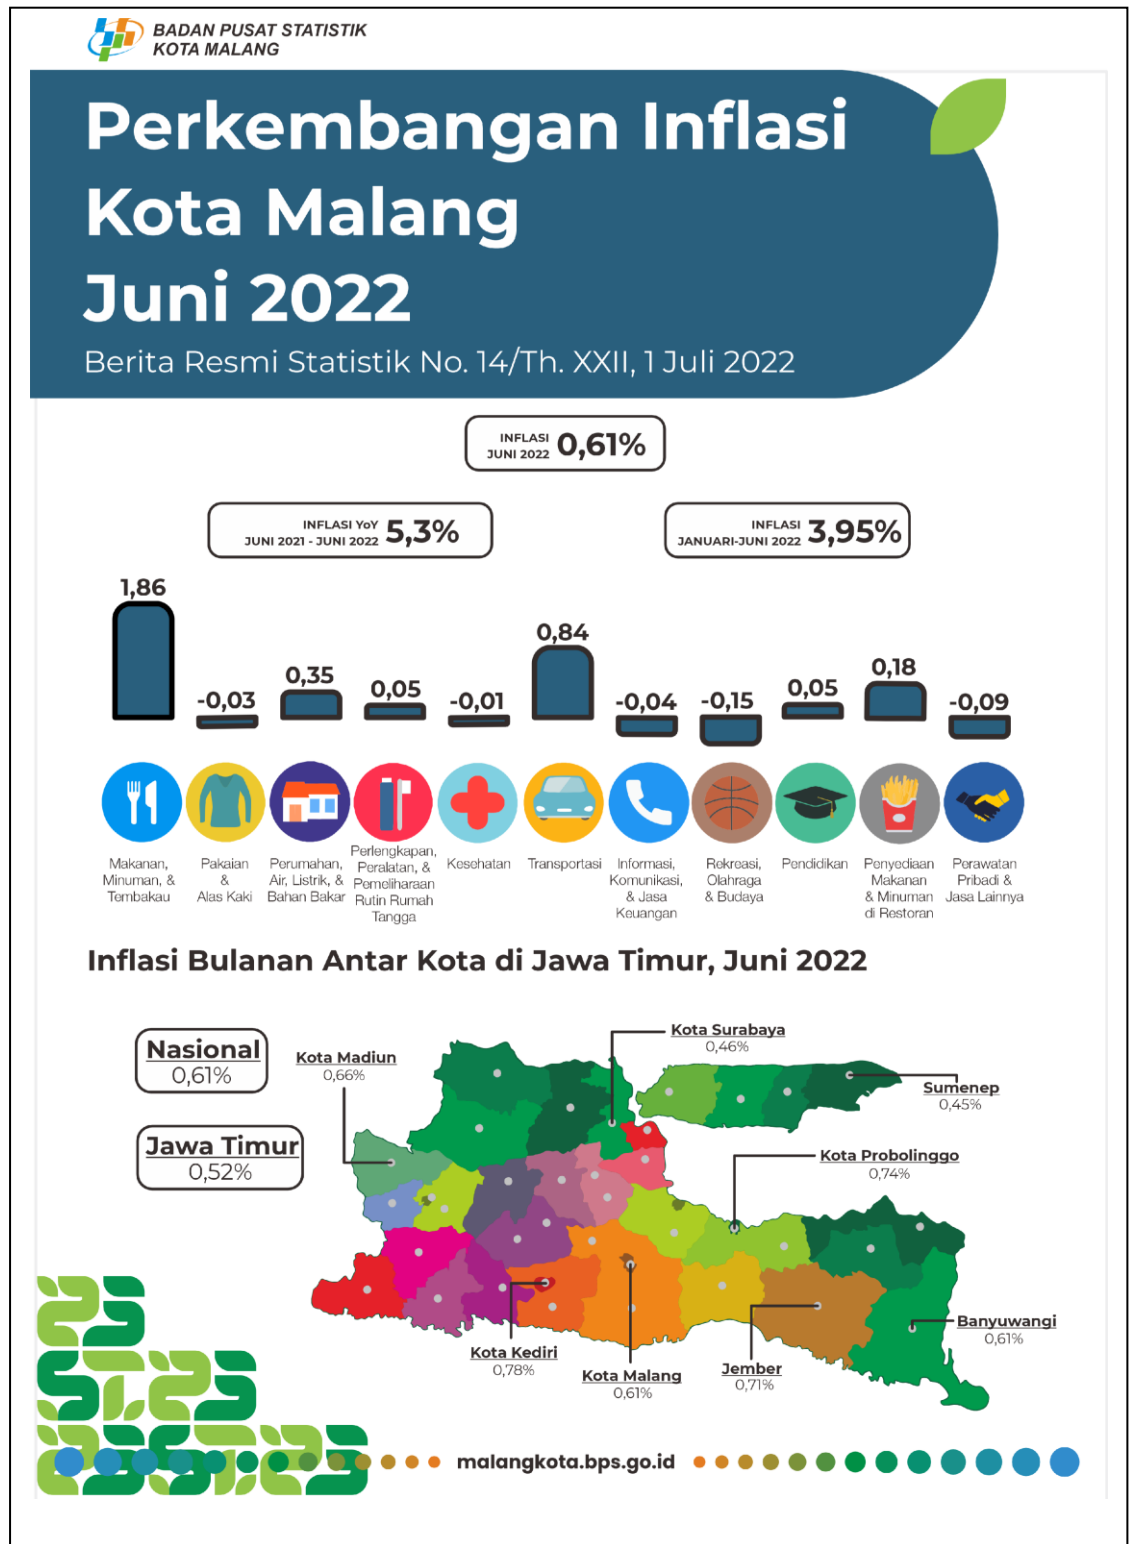 BADAN PUSAT STATISTIK
KOTA MALANG
Perkembangan Inflasi
Kota Malang
Juni 2022
Berita Resmi Statistik No. 14/Th. XXII, 1 Juli 2022
INFLASI
JUNI 2022 0,61%
INFLASI YoY
JUNI 2021 - JUNI 2022 5,3%
INFLASI
JANUARI-JUNI 2022 3,95%
1,86
-0,03
0,35
0,05
-0,01
0,84
-0,04
-0,15
0,05
0,18
-0,09
Makanan,
Minuman, &
Tembakau
Pakaian
&
Alas Kaki
Perumahan,
Air, Listrik, &
Bahan Bakar
Perlengkapan,
Peralatan, &
Pemeliharaan
Rutin Rumah
Tangga
Kesehatan
Transportasi
Informasi,
Komunikasi,
& Jasa
Keuangan
Rekreasi,
Olahraga
& Budaya
Pendidikan
Penyediaan
Makanan
& Minuman
di Restoran
Perawatan
Pribadi &
Jasa Lainnya
Inflasi Bulanan Antar Kota di Jawa Timur, Juni 2022
Nasional
0,61%
Jawa Timur
0,52%
Kota Madiun
0,66%
Kota Surabaya
0,46%
Sumenep
0,45%
Kota Probolinggo
0,74%
Banyuwangi
0,61%
Kota Kediri
0,78%
Kota Malang
0,61%
Jember
0,71%
malangkota.bps.go.id